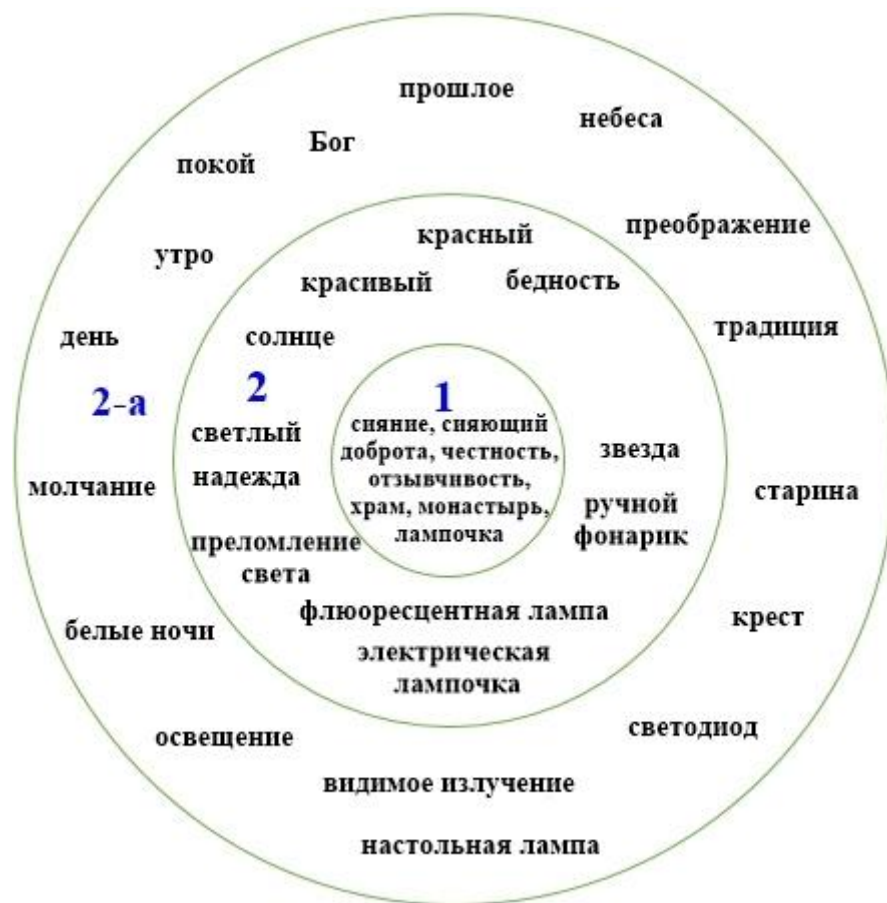 прошлое
небеса
Бог
покой
преображение
красный
утро
красивый
бедность
традиция
день
солнце
2-а
2
1
сияние, сияющий
светлый
доброта, честность,
звезда
надежда
отзывчивость,
молчание
старина
храм, монастырь,
ручной
лампочка
фонарик
преломление
света
флюоресцентная лампа
крест
белые ночи
электрическая
лампочка
светодиод
освещение
видимое излучение
настольная лампа